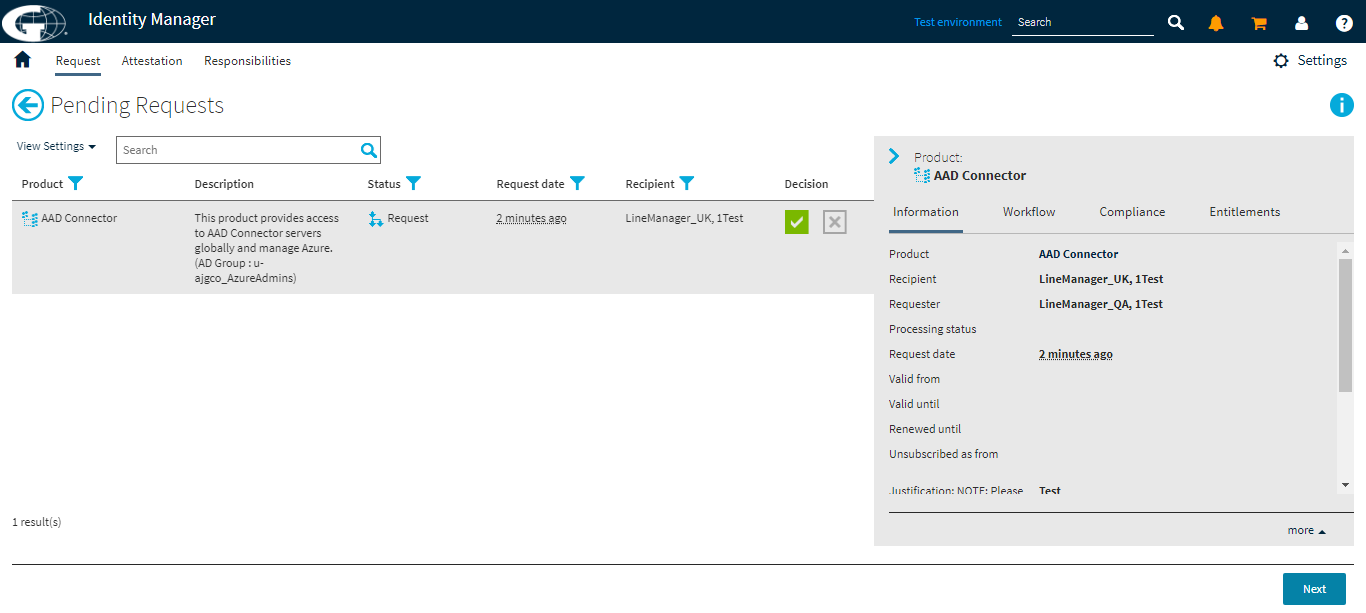 Identity Manager
Test environment
Search
Request
Attestation
Responsibilities
Settings
Pending Requests
View Settings
Search
Product
Description
Status
Request date
Recipient
Decision
AAD Connector
This product provides access
to AAD Connector servers
globally and manage Azure.
(AD Group : u-
ajgco_AzureAdmins)
Request
2 minutes ago
LineManager_UK, 1Test
1 result(s)
Product:
AAD Connector
Information
Workflow
Compliance
Entitlements
Product AAD Connector
Recipient LineManager_UK, 1Test
Requester LineManager_QA, 1Test
Processing status
Request date 2 minutes ago
Valid from
Valid until
Renewed until
Unsubscribed as from
Justification: NOTE: Please Test
more
Next